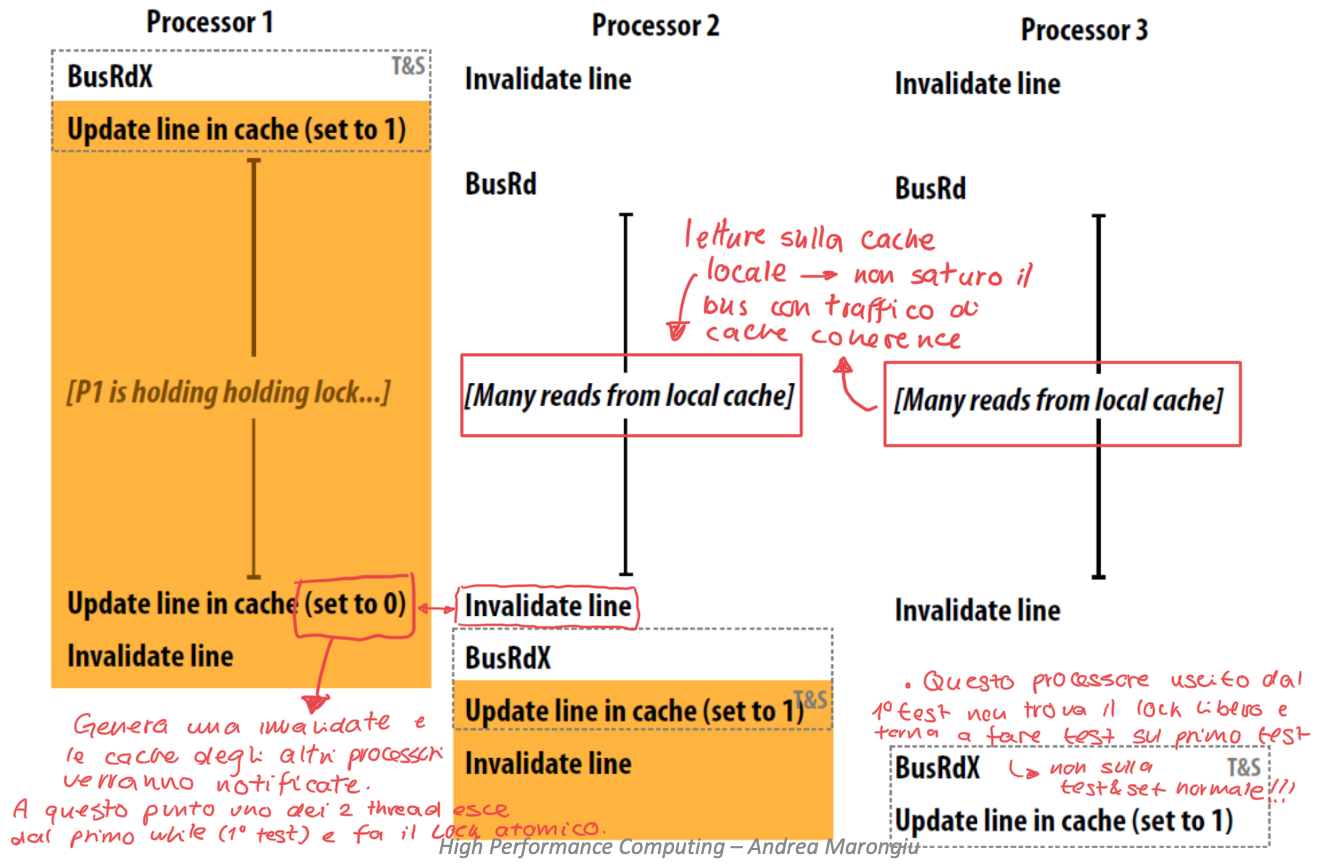 Processor 1
BusRdX
T&S
Update line in cache (set to 1)
[P1 is holding holding lock...]
Update line in cache (set to 0)
Invalidate line
Genera una invalidate e
le cache degli altri processori
verranno notificate.
A questo punto uno dei 2 thread esce
dal primo while (1° test) e fa il lock atomico.
Processor 2
Invalidate line
BusRd
letture sulla cache
locale → non saturo il
bus con traffico di
cache coherence
[Many reads from local cache]
Invalidate line
BusRdX
Update line in cache (set to 1)
T&S
Invalidate line
Processor 3
Invalidate line
BusRd
[Many reads from local cache]
Invalidate line
. Questo processore uscito dal
1° test non trova il lock libero e
torna a fare test sul primo test
↳ non sulla
test&set normale!!!
BusRdX
T&S
Update line in cache (set to 1)
High Performance Computing – Andrea Marongiu